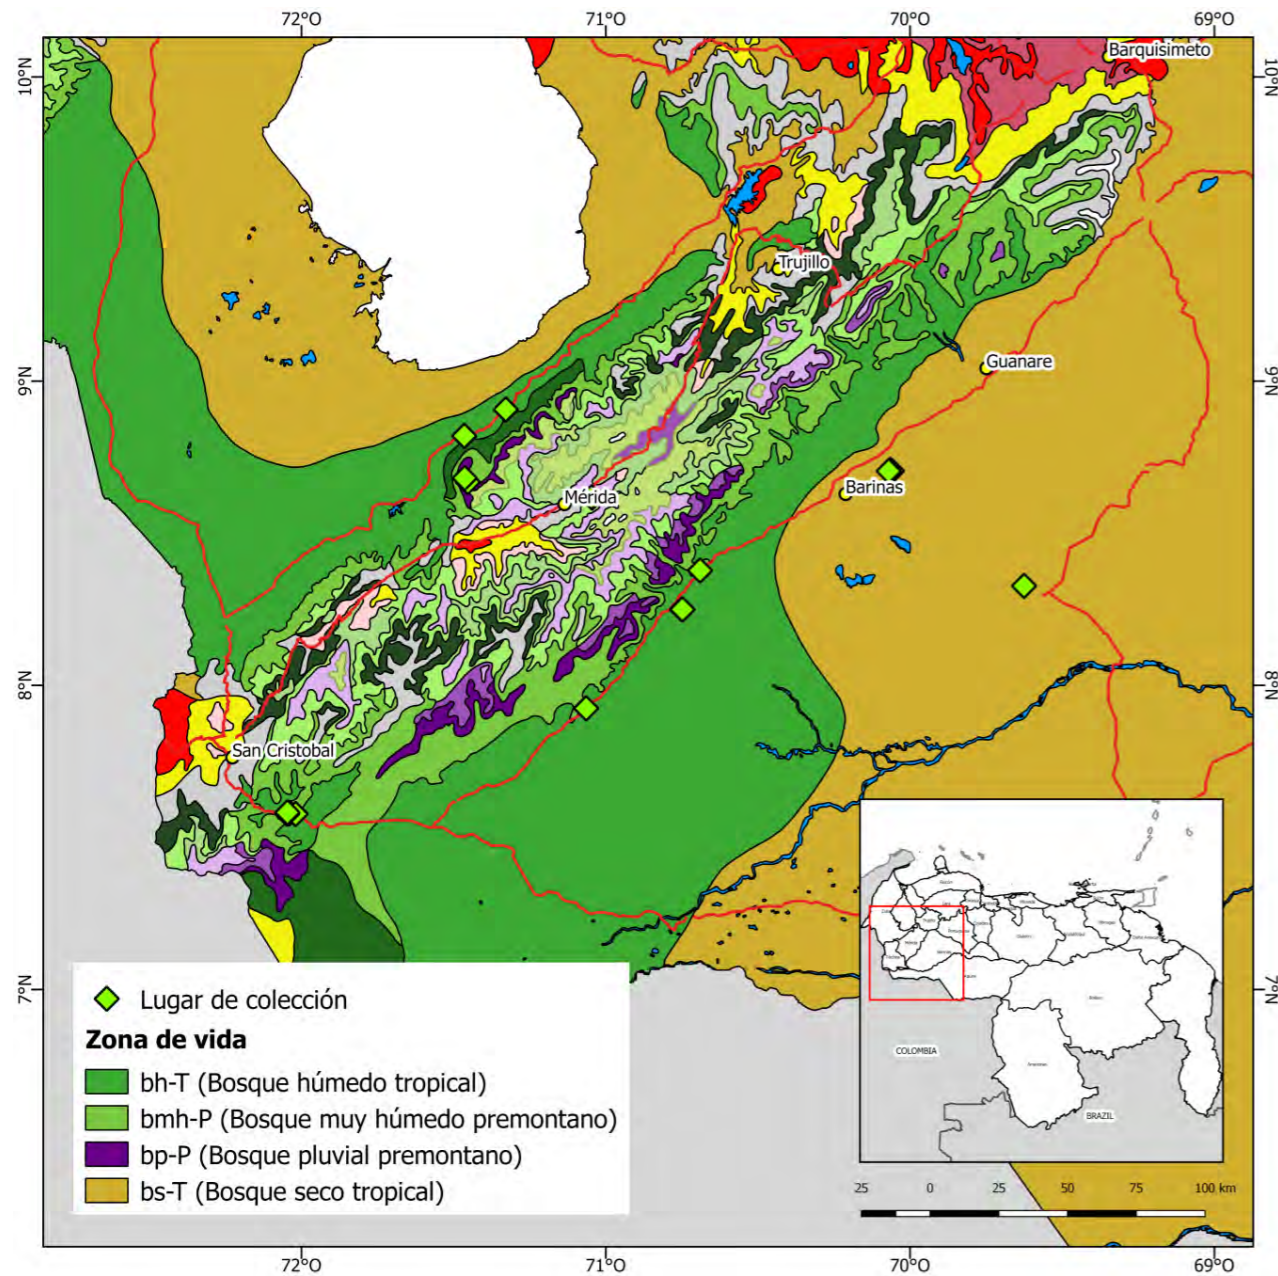 72°O 71°O 70°O 69°O
Barquisimeto
10°N 10°N
Trujillo
Guanare
9°N 9°N
Mérida
Barinas
8°N 8°N
San Cristobal
7°N 7°N
Lugar de colección
Zona de vida
bh-T (Bosque húmedo tropical)
bmh-P (Bosque muy húmedo premontano)
bp-P (Bosque pluvial premontano)
bs-T (Bosque seco tropical)
COLOMBIA
BRAZIL
25 0 25 50 75 100 km
72°O 71°O 70°O 69°O